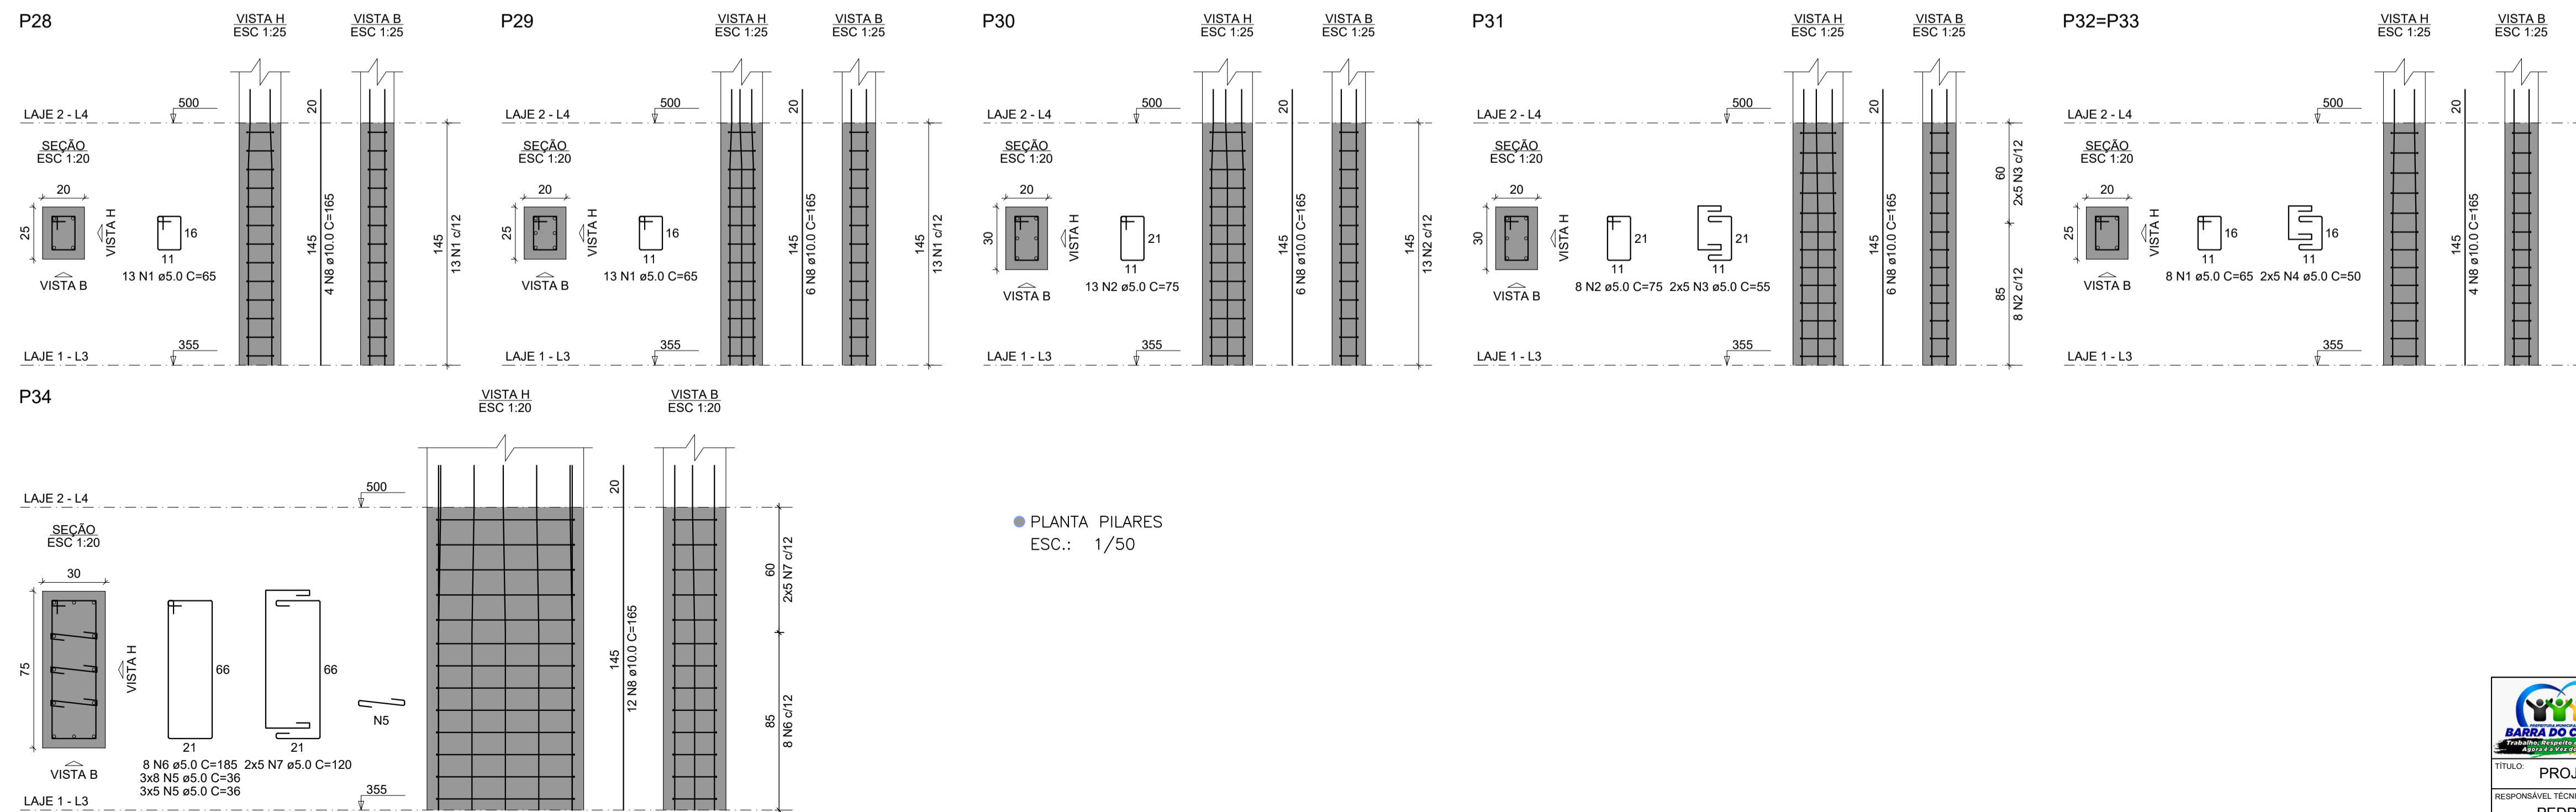 P28
VISTA H
ESC 1:25
VISTA B
ESC 1:25
LAJE 2 - L4
500
SEÇÃO
ESC 1:20
20
25
VISTA H
VISTA B
16
11
13 N1 ø5.0 C=65
20
145
4 N8 ø10.0 C=165
145
13 N1 c/12
LAJE 1 - L3
355
P29
VISTA H
ESC 1:25
VISTA B
ESC 1:25
LAJE 2 - L4
500
SEÇÃO
ESC 1:20
20
25
VISTA H
VISTA B
16
11
13 N1 ø5.0 C=65
20
145
6 N8 ø10.0 C=165
145
13 N1 c/12
LAJE 1 - L3
355
P30
VISTA H
ESC 1:25
VISTA B
ESC 1:25
LAJE 2 - L4
500
SEÇÃO
ESC 1:20
20
30
VISTA H
VISTA B
21
11
13 N2 ø5.0 C=75
20
145
6 N8 ø10.0 C=165
145
13 N2 c/12
LAJE 1 - L3
355
P31
VISTA H
ESC 1:25
VISTA B
ESC 1:25
LAJE 2 - L4
500
SEÇÃO
ESC 1:20
20
30
VISTA H
VISTA B
21
11
8 N2 ø5.0 C=75
21
11
2x5 N3 ø5.0 C=55
20
145
6 N8 ø10.0 C=165
60
2x5 N3 c/12
85
8 N2 c/12
LAJE 1 - L3
355
P32=P33
VISTA H
ESC 1:25
VISTA B
ESC 1:25
LAJE 2 - L4
500
SEÇÃO
ESC 1:20
20
25
VISTA H
VISTA B
16
11
8 N1 ø5.0 C=65
16
11
2x5 N4 ø5.0 C=50
20
145
4 N8 ø10.0 C=165
LAJE 1 - L3
355
P34
VISTA H
ESC 1:20
VISTA B
ESC 1:20
LAJE 2 - L4
500
SEÇÃO
ESC 1:20
30
75
VISTA H
VISTA B
66
21
8 N6 ø5.0 C=185
3x8 N5 ø5.0 C=36
3x5 N5 ø5.0 C=36
66
21
2x5 N7 ø5.0 C=120
N5
20
145
12 N8 ø10.0 C=165
60
2x5 N7 c/12
85
8 N6 c/12
LAJE 1 - L3
355
PLANTA PILARES
ESC.: 1/50
BARRA DO C
Trabalho, Respeito
Agora é a Vez do
TÍTULO:
PROJ
RESPONSÁVEL TÉCNI
PEDR